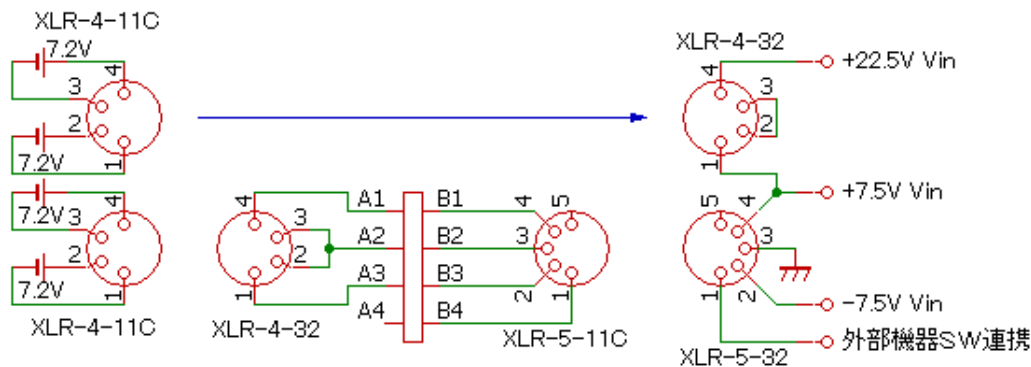 XLR-4-11C
7.2V
4
3
2
1
7.2V
7.2V
4
3
2
1
7.2V
XLR-4-11C
4
3
2
1
XLR-4-32
A1
A2
A3
A4
B1
B2
B3
B4
5
4
3
2
1
XLR-5-11C
XLR-4-32
4
3
2
1
+22.5V Vin
+7.5V Vin
5
4
3
2
1
-7.5V Vin
外部機器SW連携
XLR-5-32